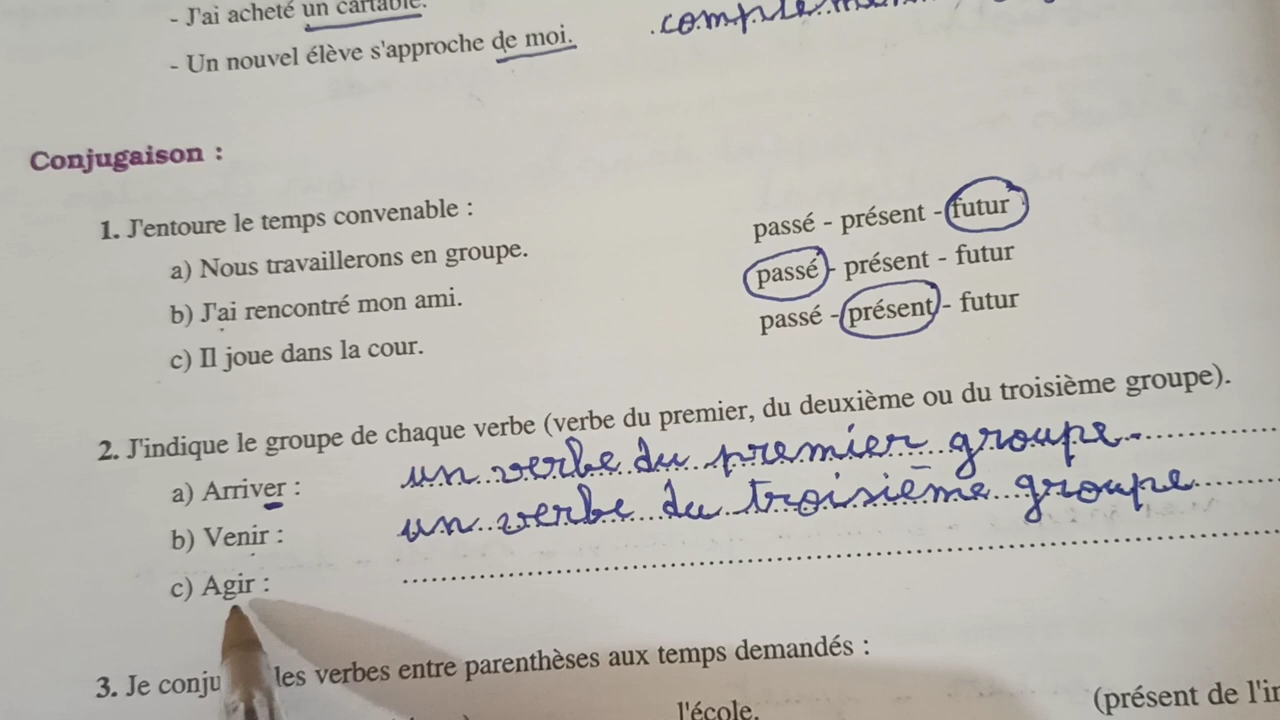 - J'ai acheté un cartable.
- Un nouvel élève s'approche de moi.
Conjugaison :
1. J'entoure le temps convenable :
a) Nous travaillerons en groupe. passé - présent - futur
b) J'ai rencontré mon ami. passé - présent - futur
c) Il joue dans la cour. passé - présent - futur
2. J'indique le groupe de chaque verbe (verbe du premier, du deuxième ou du troisième groupe).
a) Arriver : un verbe du premier groupe.
b) Venir : un verbe du troisième groupe
c) Agir :
3. Je conju les verbes entre parenthèses aux temps demandés :
l'école. (présent de l'in